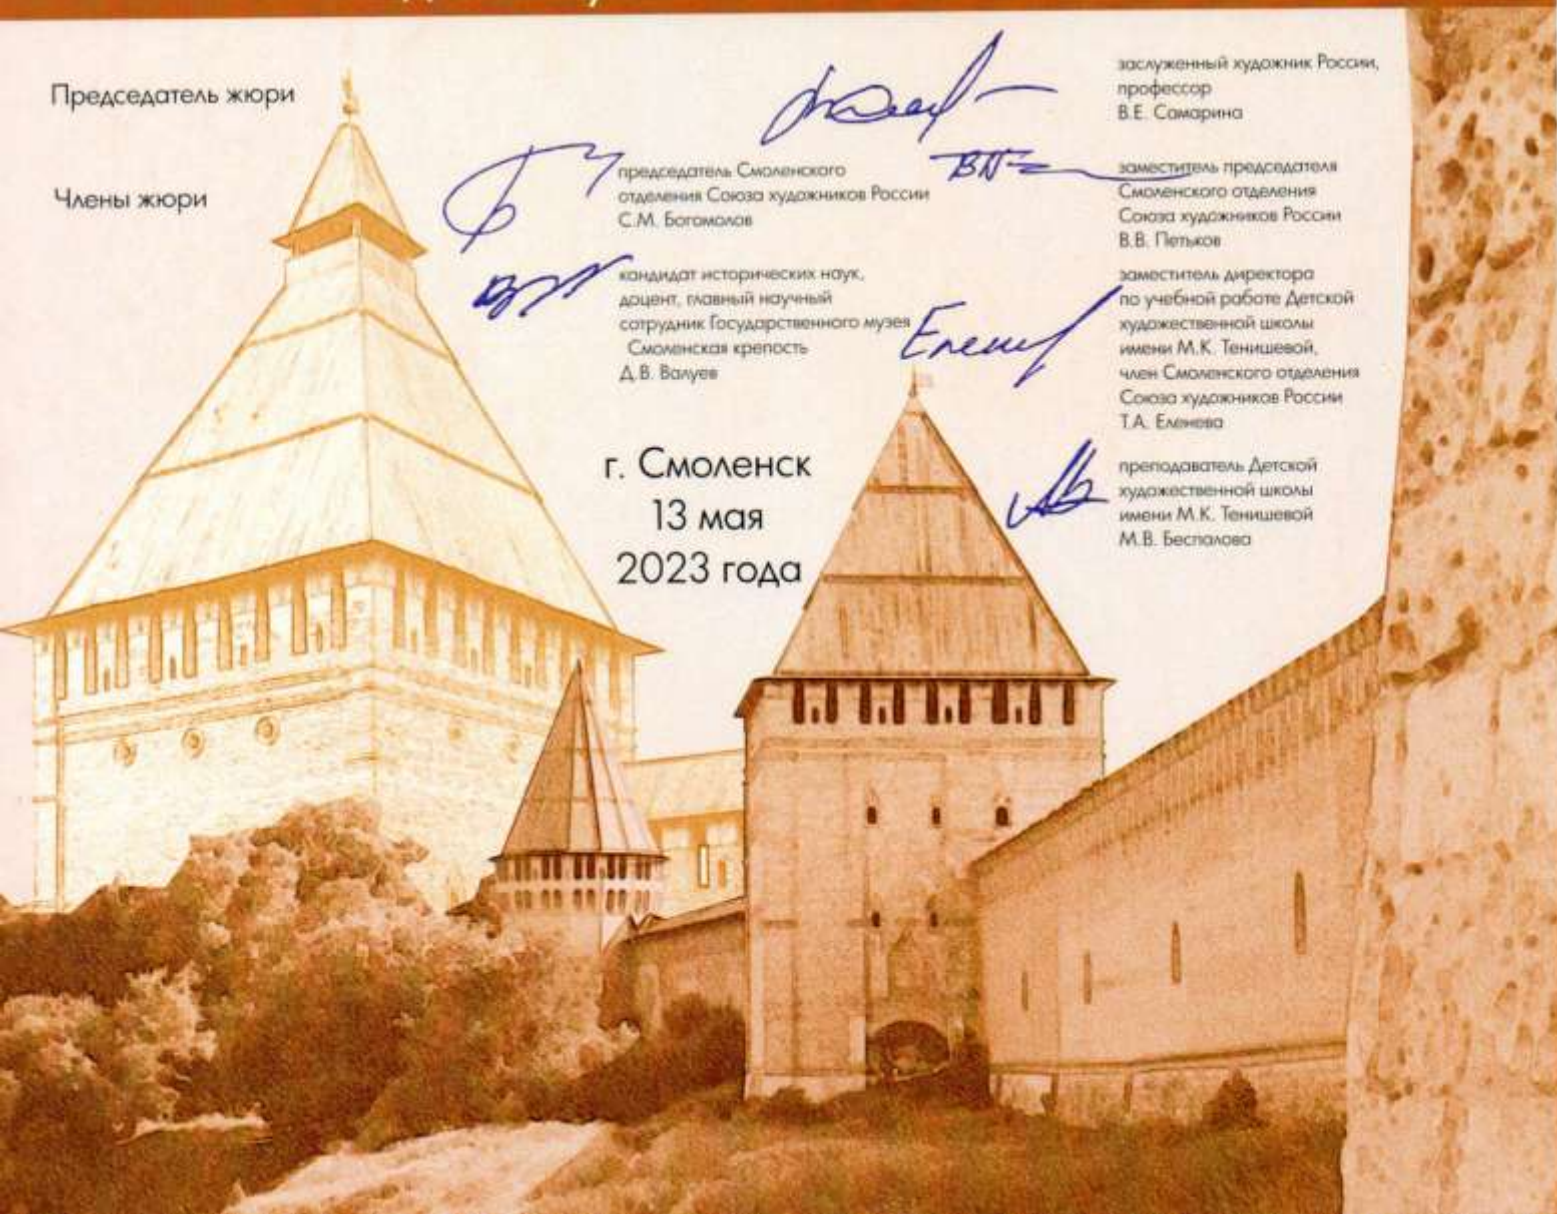 Председатель жюри
заслуженный художник России,
профессор
В.Е. Самарина
Члены жюри
председатель Смоленского
отделения Союза художников России
С.М. Богомолов
заместитель председателя
Смоленского отделения
Союза художников России
В.В. Петьков
кандидат исторических наук,
доцент, главный научный
сотрудник Государственного музея
Смоленская крепость
Д.В. Валуев
заместитель директора
по учебной работе Детской
художественной школы
имени М.К. Тенишевой,
член Смоленского отделения
Союза художников России
Т.А. Еленева
преподаватель Детской
художественной школы
имени М.К. Тенишевой
М.В. Беспалова
г. Смоленск
13 мая
2023 года